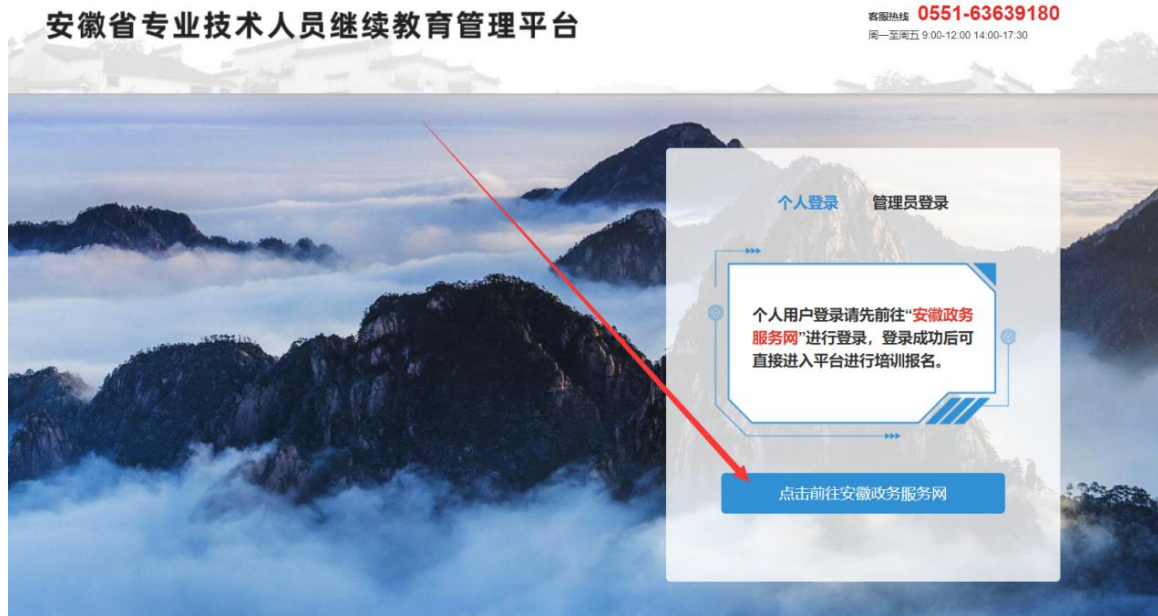 安徽省专业技术人员继续教育管理平台
客服热线 0551-63639180
周一至周五 9:00-12:00 14:00-17:30
个人登录 管理员登录
个人用户登录请先前往“安徽政务
服务网”进行登录，登录成功后可
直接进入平台进行培训报名。
点击前往安徽政务服务网